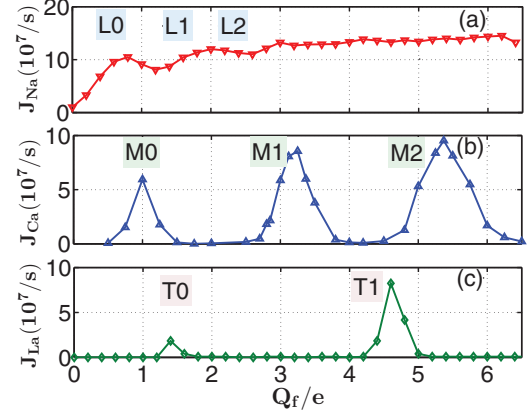 L0 L1 L2 (a)
J_Na(10^7/s)
20
10
0
M0 M1 M2 (b)
J_Ca(10^7/s)
10
5
0
T0 T1 (c)
J_La(10^7/s)
10
5
0
0 1 2 3 4 5 6
Q_f/e